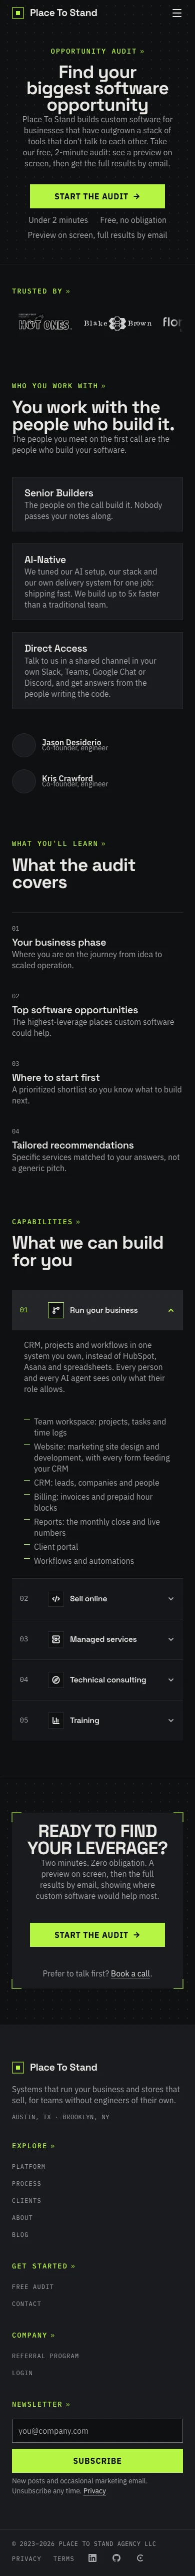 Place To Stand
OPPORTUNITY AUDIT »
Find your
biggest software
opportunity
Place To Stand builds custom software for
businesses that have outgrown a stack of
tools that don't talk to each other. Take
our free, 2-minute audit: see a preview on
screen, then get the full results by email.
START THE AUDIT →
Under 2 minutes Free, no obligation
Preview on screen, full results by email
TRUSTED BY »
HOT ONES
Blake Brown
WHO YOU WORK WITH »
You work with the
people who build it.
The people you meet on the first call are the
people who build your software.
Senior Builders
The people on the call build it. Nobody
passes your notes along.
AI-Native
We tuned our AI setup, our stack and
our own delivery system for one job:
shipping fast. We build up to 5x faster
than a traditional team.
Direct Access
Talk to us in a shared channel in your
own Slack, Teams, Google Chat or
Discord, and get answers from the
people writing the code.
Jason Desiderio
Co-founder, engineer
Kris Crawford
Co-founder, engineer
WHAT YOU'LL LEARN »
What the audit
covers
01
Your business phase
Where you are on the journey from idea to
scaled operation.
02
Top software opportunities
The highest-leverage places custom software
could help.
03
Where to start first
A prioritized shortlist so you know what to build
next.
04
Tailored recommendations
Specific services matched to your answers, not
a generic pitch.
CAPABILITIES »
What we can build
for you
01 Run your business
CRM, projects and workflows in one
system you own, instead of HubSpot,
Asana and spreadsheets. Every person
and every AI agent sees only what their
role allows.
Team workspace: projects, tasks and
time logs
Website: marketing site design and
development, with every form feeding
your CRM
CRM: leads, companies and people
Billing: invoices and prepaid hour
blocks
Reports: the monthly close and live
numbers
Client portal
Workflows and automations
02 Sell online
03 Managed services
04 Technical consulting
05 Training
READY TO FIND
YOUR LEVERAGE?
Two minutes. Zero obligation. A
preview on screen, then the full
results by email, showing where
custom software would help most.
START THE AUDIT →
Prefer to talk first? Book a call.
Place To Stand
Systems that run your business and stores that
sell, for teams without engineers of their own.
AUSTIN, TX · BROOKLYN, NY
EXPLORE »
PLATFORM
PROCESS
CLIENTS
ABOUT
BLOG
GET STARTED »
FREE AUDIT
CONTACT
COMPANY »
REFERRAL PROGRAM
LOGIN
NEWSLETTER »
you@company.com
SUBSCRIBE
New posts and occasional marketing email.
Unsubscribe any time. Privacy
© 2023–2026 PLACE TO STAND AGENCY LLC
PRIVACY TERMS